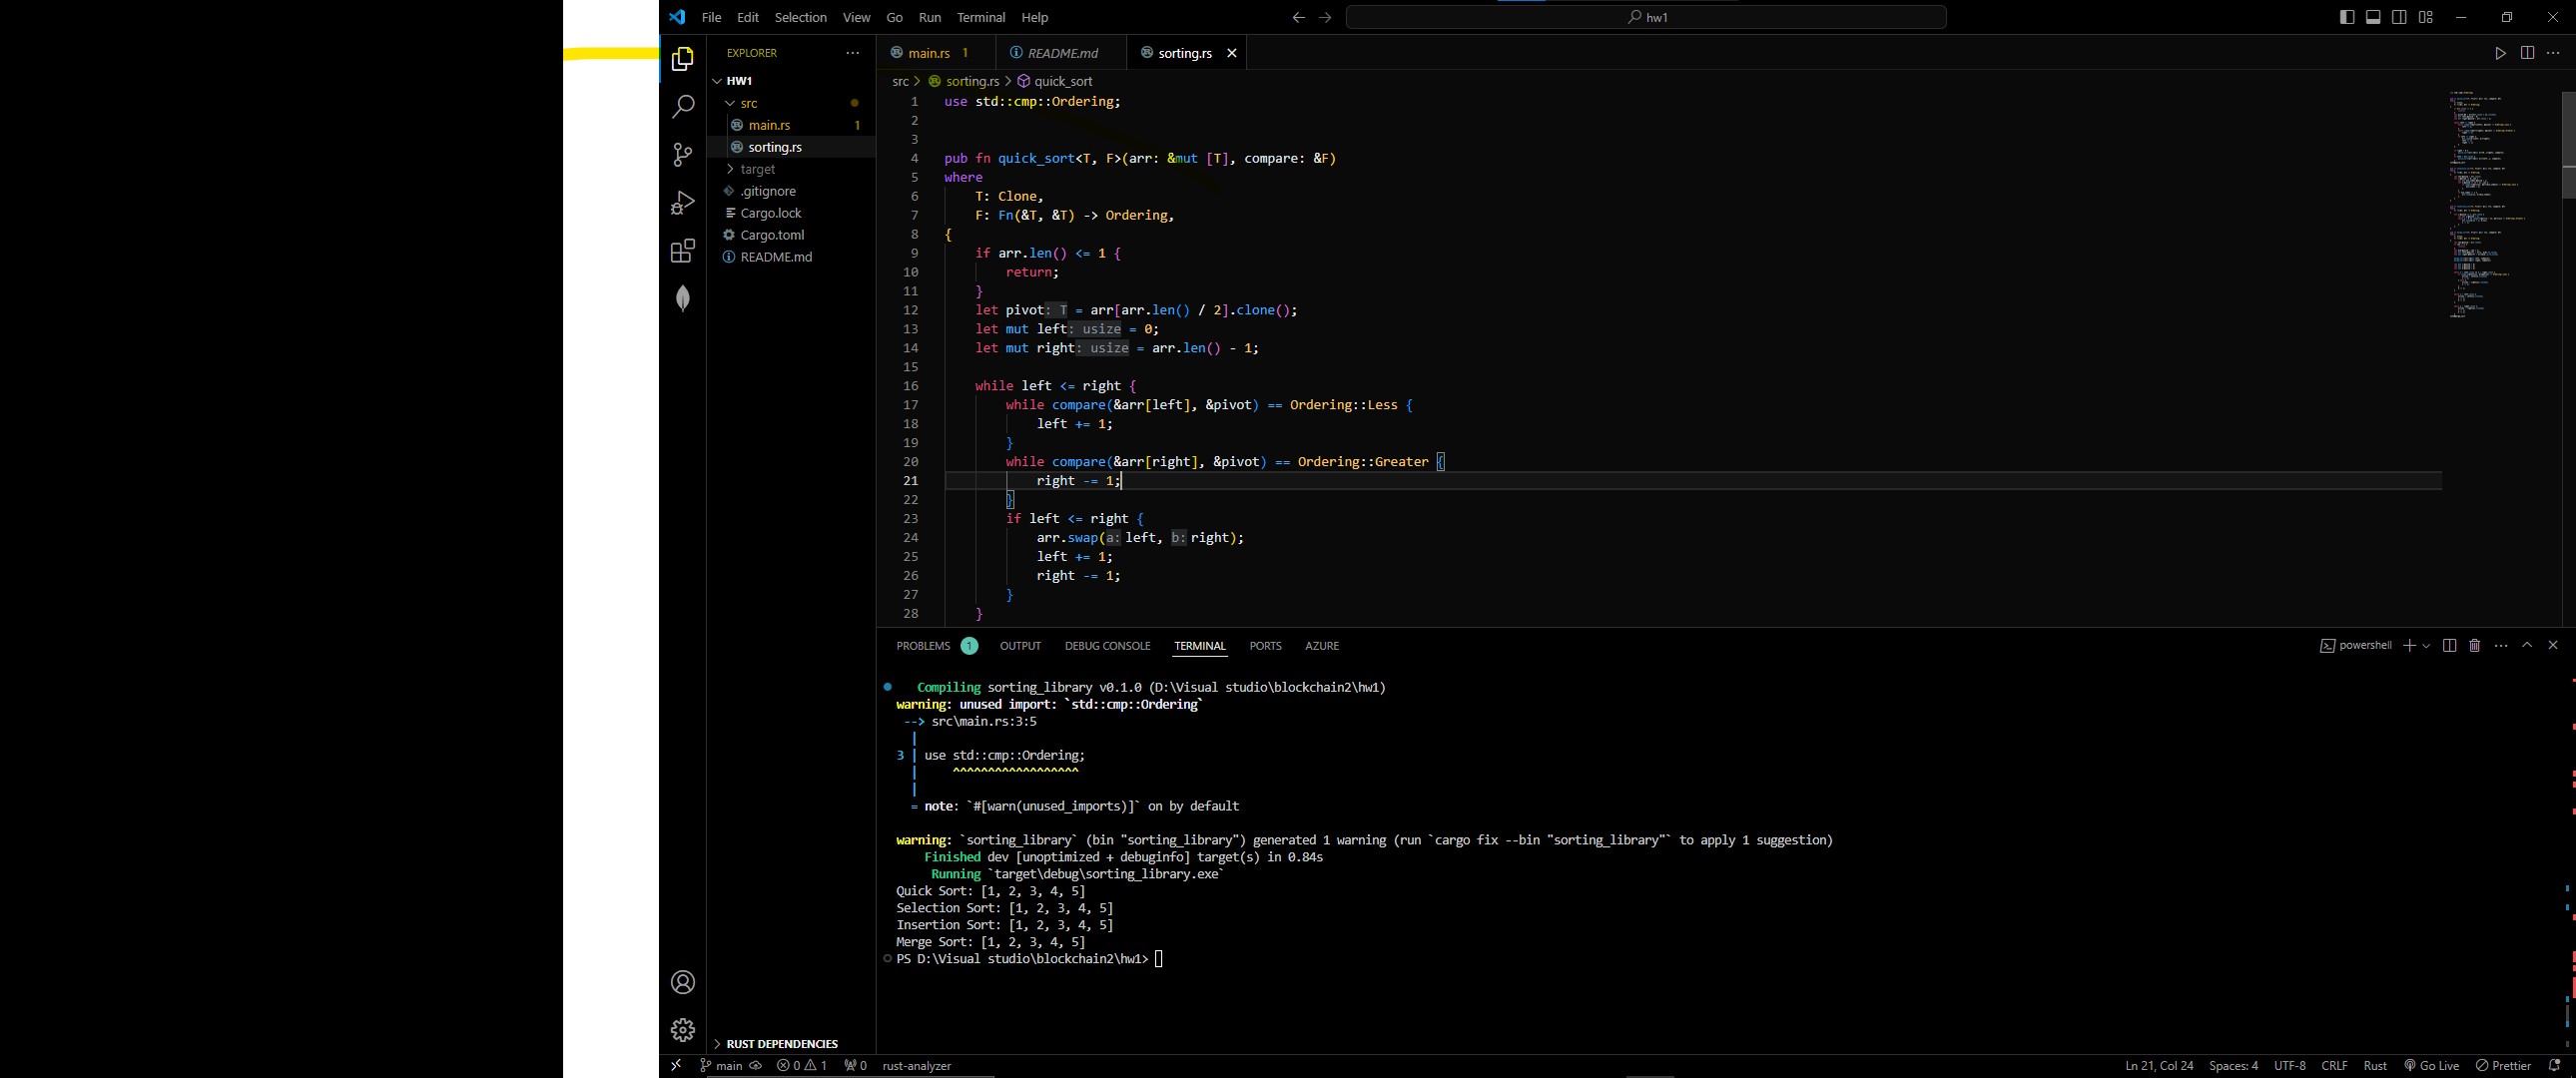 File Edit Selection View Go Run Terminal Help
hw1
EXPLORER
HW1
src
main.rs 1
sorting.rs
target
.gitignore
Cargo.lock
Cargo.toml
README.md
RUST DEPENDENCIES
main.rs 1 README.md sorting.rs
src > sorting.rs > quick_sort
1 use std::cmp::Ordering;
2
3
4 pub fn quick_sort<T, F>(arr: &mut [T], compare: &F)
5 where
6 T: Clone,
7 F: Fn(&T, &T) -> Ordering,
8 {
9 if arr.len() <= 1 {
10 return;
11 }
12 let pivot: T = arr[arr.len() / 2].clone();
13 let mut left: usize = 0;
14 let mut right: usize = arr.len() - 1;
15
16 while left <= right {
17 while compare(&arr[left], &pivot) == Ordering::Less {
18 left += 1;
19 }
20 while compare(&arr[right], &pivot) == Ordering::Greater {
21 right -= 1;
22 }
23 if left <= right {
24 arr.swap(a: left, b: right);
25 left += 1;
26 right -= 1;
27 }
28 }
PROBLEMS 1 OUTPUT DEBUG CONSOLE TERMINAL PORTS AZURE
powershell
Compiling sorting_library v0.1.0 (D:\Visual studio\blockchain2\hw1)
warning: unused import: `std::cmp::Ordering`
--> src\main.rs:3:5
|
3 | use std::cmp::Ordering;
| ^^^^^^^^^^^^^^^^^^
|
= note: `#[warn(unused_imports)]` on by default
warning: `sorting_library` (bin "sorting_library") generated 1 warning (run `cargo fix --bin "sorting_library"` to apply 1 suggestion)
Finished dev [unoptimized + debuginfo] target(s) in 0.84s
Running `target\debug\sorting_library.exe`
Quick Sort: [1, 2, 3, 4, 5]
Selection Sort: [1, 2, 3, 4, 5]
Insertion Sort: [1, 2, 3, 4, 5]
Merge Sort: [1, 2, 3, 4, 5]
PS D:\Visual studio\blockchain2\hw1>
main 0 1 0 rust-analyzer
Ln 21, Col 24 Spaces: 4 UTF-8 CRLF Rust Go Live Prettier